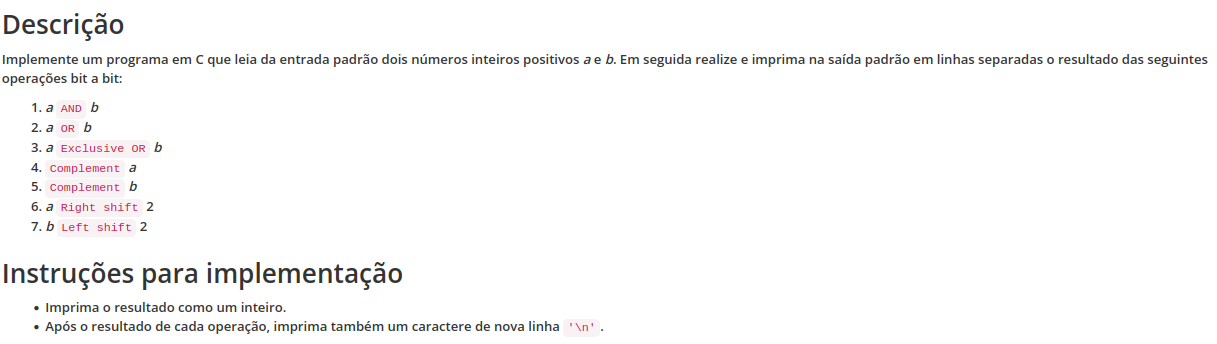 Descrição
Implemente um programa em C que leia da entrada padrão dois números inteiros positivos a e b. Em seguida realize e imprima na saída padrão em linhas separadas o resultado das seguintes
operações bit a bit:
1. a AND b
2. a OR b
3. a Exclusive OR b
4. Complement a
5. Complement b
6. a Right shift 2
7. b Left shift 2
Instruções para implementação
• Imprima o resultado como um inteiro.
• Após o resultado de cada operação, imprima também um caractere de nova linha '\n'.